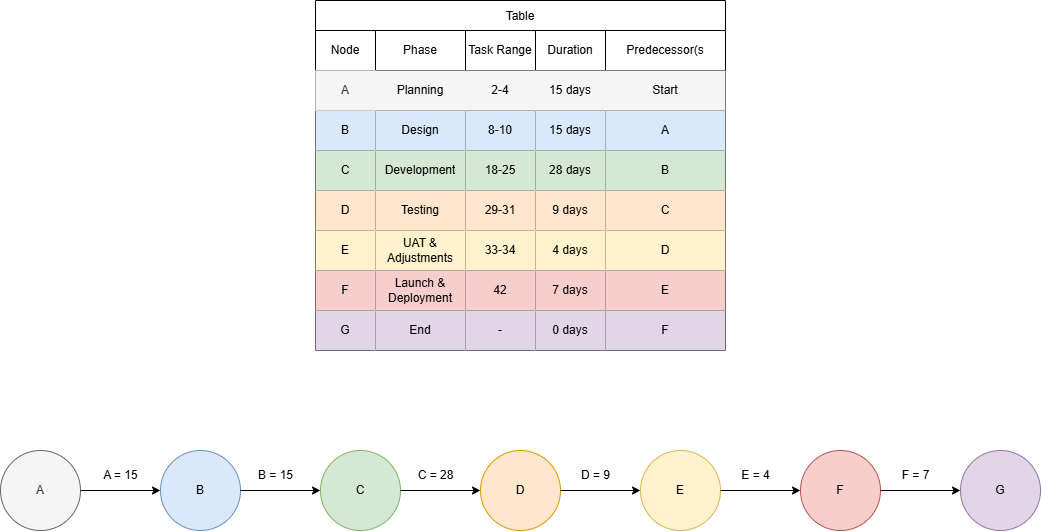 Table
Node Phase Task Range Duration Predecessor(s
A Planning 2-4 15 days Start
B Design 8-10 15 days A
C Development 18-25 28 days B
D Testing 29-31 9 days C
E UAT & Adjustments 33-34 4 days D
F Launch & Deployment 42 7 days E
G End - 0 days F
A = 15 B = 15 C = 28 D = 9 E = 4 F = 7
A B C D E F G